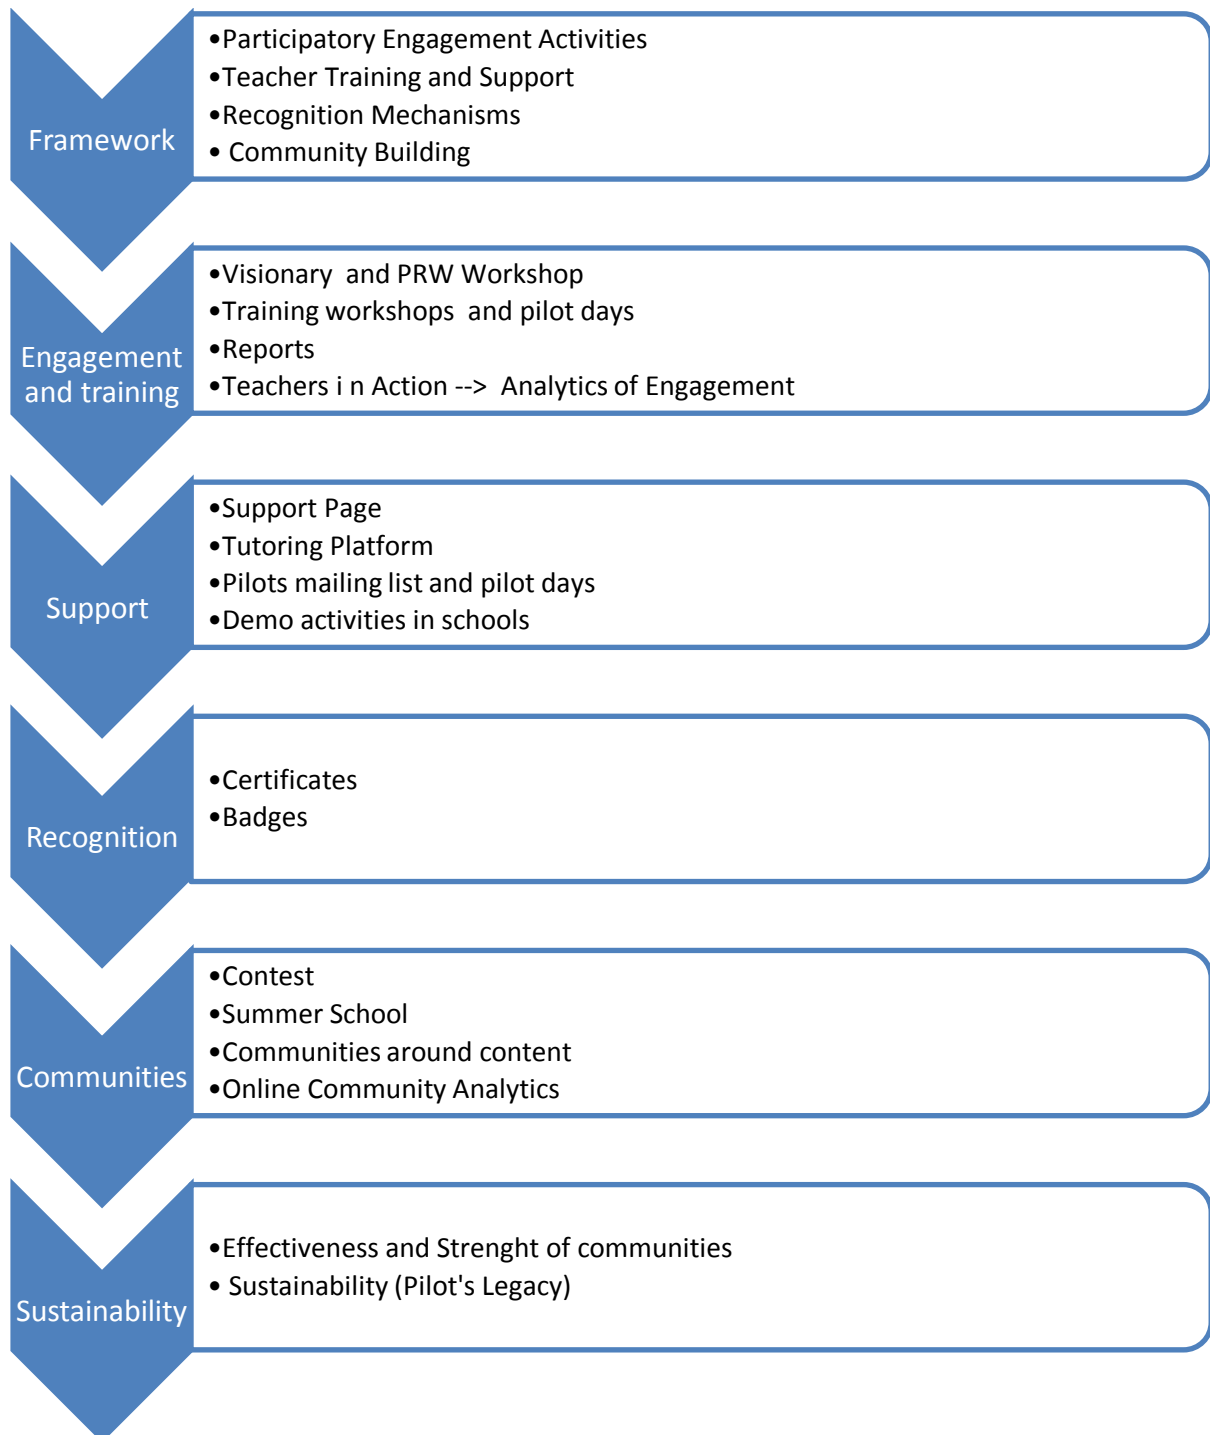 Framework
•Participatory Engagement Activities
•Teacher Training and Support
•Recognition Mechanisms
• Community Building
Engagement
and training
•Visionary and PRW Workshop
•Training workshops and pilot days
•Reports
•Teachers i n Action --> Analytics of Engagement
Support
•Support Page
•Tutoring Platform
•Pilots mailing list and pilot days
•Demo activities in schools
Recognition
•Certificates
•Badges
Communities
•Contest
•Summer School
•Communities around content
•Online Community Analytics
Sustainability
•Effectiveness and Strenght of communities
• Sustainability (Pilot's Legacy)